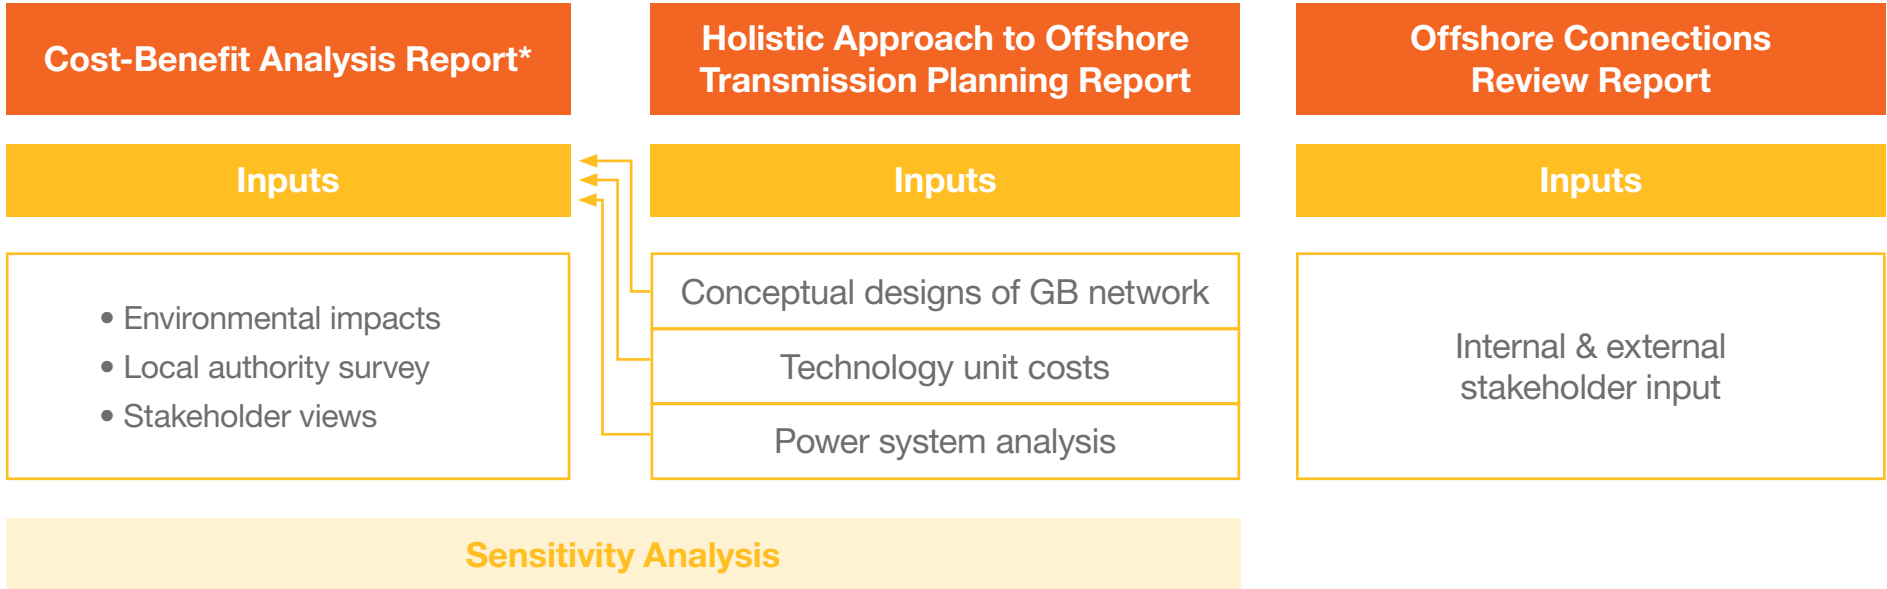 Cost-Benefit Analysis Report*
Holistic Approach to Offshore
Transmission Planning Report
Offshore Connections
Review Report
Inputs
Inputs
Inputs
• Environmental impacts
• Local authority survey
• Stakeholder views
Conceptual designs of GB network
Technology unit costs
Power system analysis
Internal & external
stakeholder input
Sensitivity Analysis